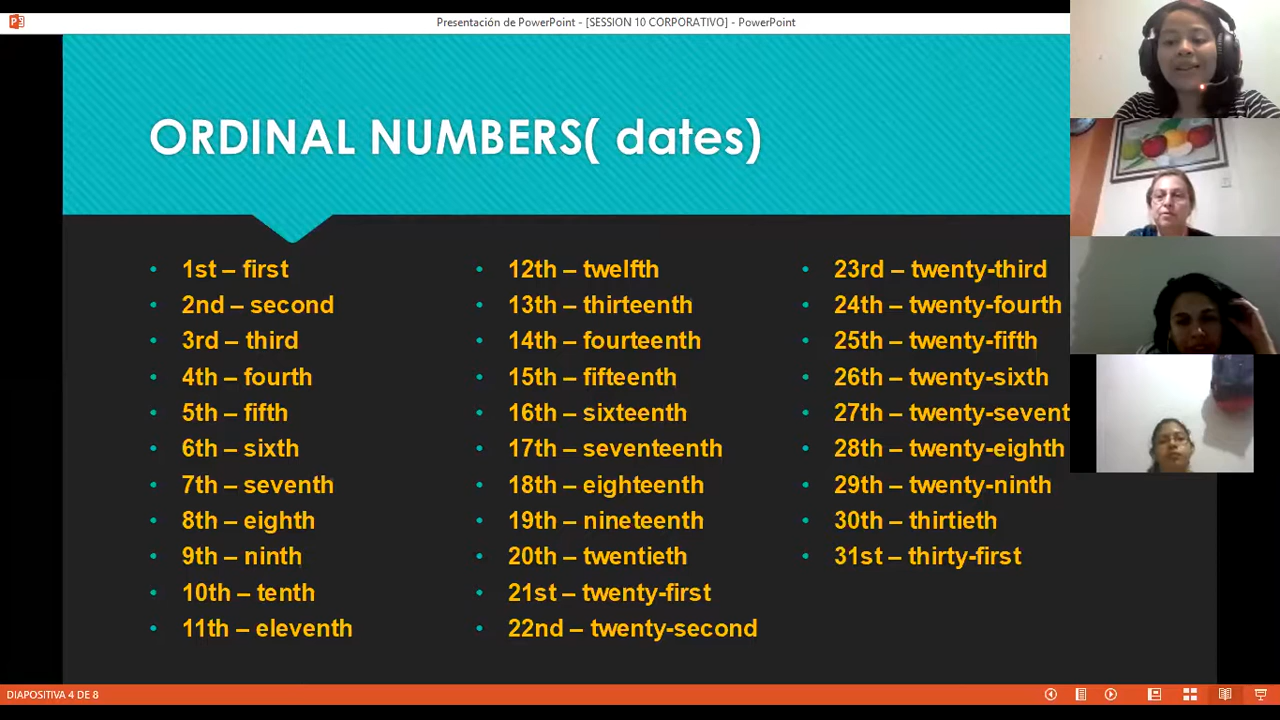 Presentación de PowerPoint - [SESSION 10 CORPORATIVO] - PowerPoint
ORDINAL NUMBERS( dates)
1st – first
2nd – second
3rd – third
4th – fourth
5th – fifth
6th – sixth
7th – seventh
8th – eighth
9th – ninth
10th – tenth
11th – eleventh
12th – twelfth
13th – thirteenth
14th – fourteenth
15th – fifteenth
16th – sixteenth
17th – seventeenth
18th – eighteenth
19th – nineteenth
20th – twentieth
21st – twenty-first
22nd – twenty-second
23rd – twenty-third
24th – twenty-fourth
25th – twenty-fifth
26th – twenty-sixth
27th – twenty-sevent
28th – twenty-eighth
29th – twenty-ninth
30th – thirtieth
31st – thirty-first
DIAPOSITIVA 4 DE 8